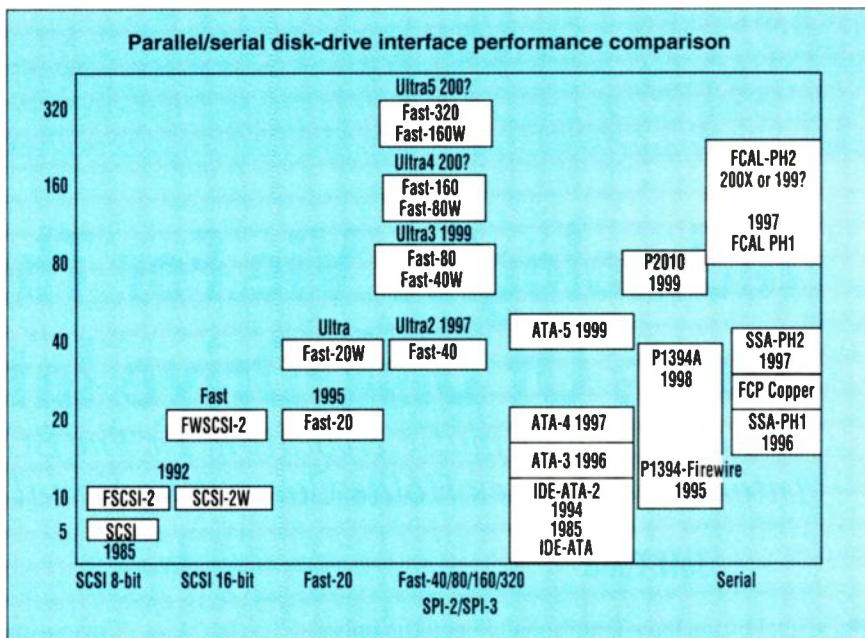 Parallel/serial disk-drive interface performance comparison
320
160
80
40
20
10
5
Ultra5 200?
Fast-320
Fast-160W
Ultra4 200?
Fast-160
Fast-80W
Ultra3 1999
Fast-80
Fast-40W
Ultra
Fast-20W
Ultra2 1997
Fast-40
Fast
FWSCSI-2
1995
Fast-20
1992
FSCSI-2
SCSI-2W
SCSI
1985
ATA-5 1999
ATA-4 1997
ATA-3 1996
IDE-ATA-2
1994
1985
IDE-ATA
P2010
1999
P1394A
1998
P1394-Firewire
1995
FCAL-PH2
200X or 199?
1997
FCAL PH1
SSA-PH2
1997
FCP Copper
SSA-PH1
1996
SCSI 8-bit
SCSI 16-bit
Fast-20
Fast-40/80/160/320
SPI-2/SPI-3
Serial